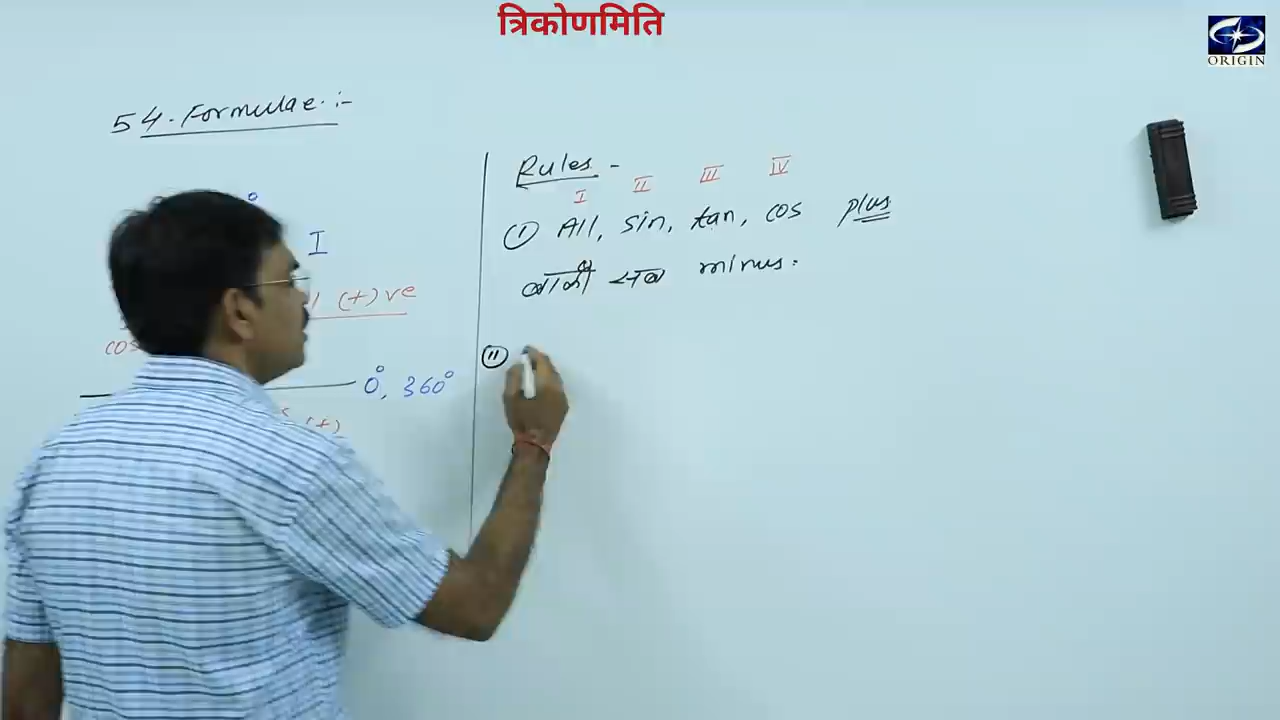 त्रिकोणमिति
ORIGIN
54. Formulae :-
I
(+)ve
cos
0°, 360°
(+)
Rules -
I II III IV
① All, sin, tan, cos plus
बाकी सब minus.
(ii)